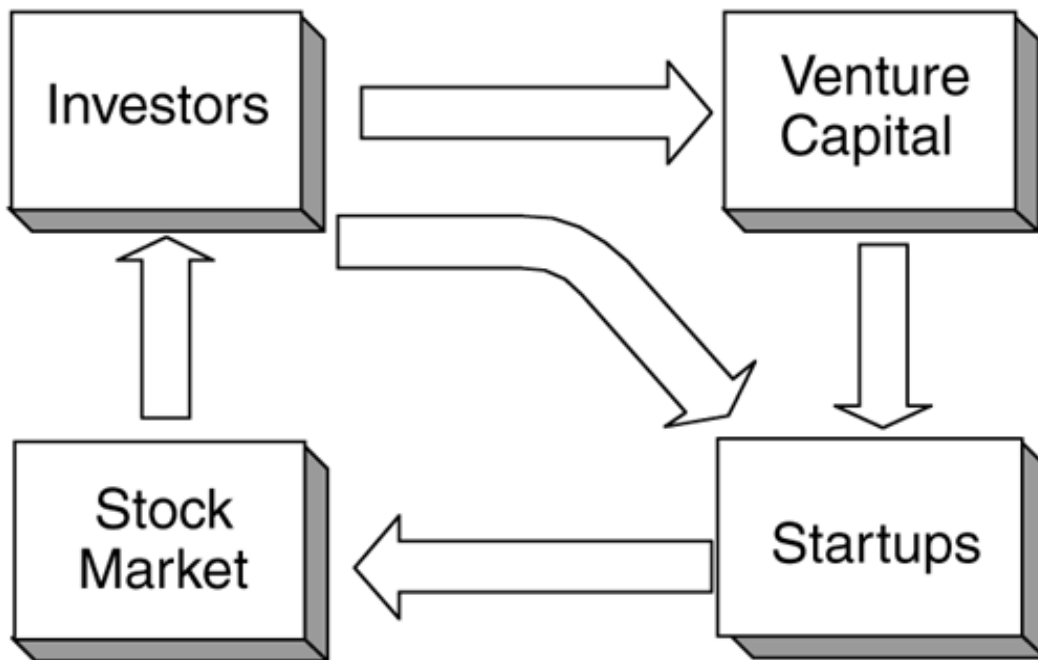 Investors
Venture
Capital
Stock
Market
Startups